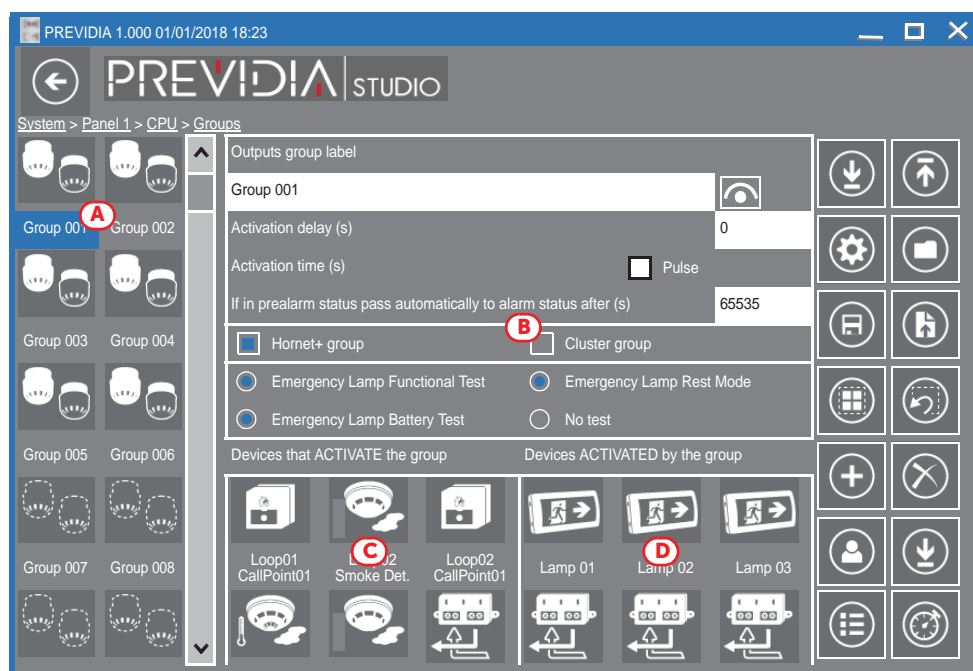 PREVIDIA 1.000 01/01/2018 18:23
PREVIDIA STUDIO
System > Panel 1 > CPU > Groups
Group 001
Group 002
Group 003
Group 004
Group 005
Group 006
Group 007
Group 008
A
Outputs group label
Group 001
Activation delay (s) 0
Activation time (s) Pulse
If in prealarm status pass automatically to alarm status after (s) 65535
B
Hornet+ group Cluster group
Emergency Lamp Functional Test Emergency Lamp Rest Mode
Emergency Lamp Battery Test No test
Devices that ACTIVATE the group Devices ACTIVATED by the group
C
D
Loop01
CallPoint01
Smoke Det.
Loop02
CallPoint01
Lamp 01
Lamp 02
Lamp 03